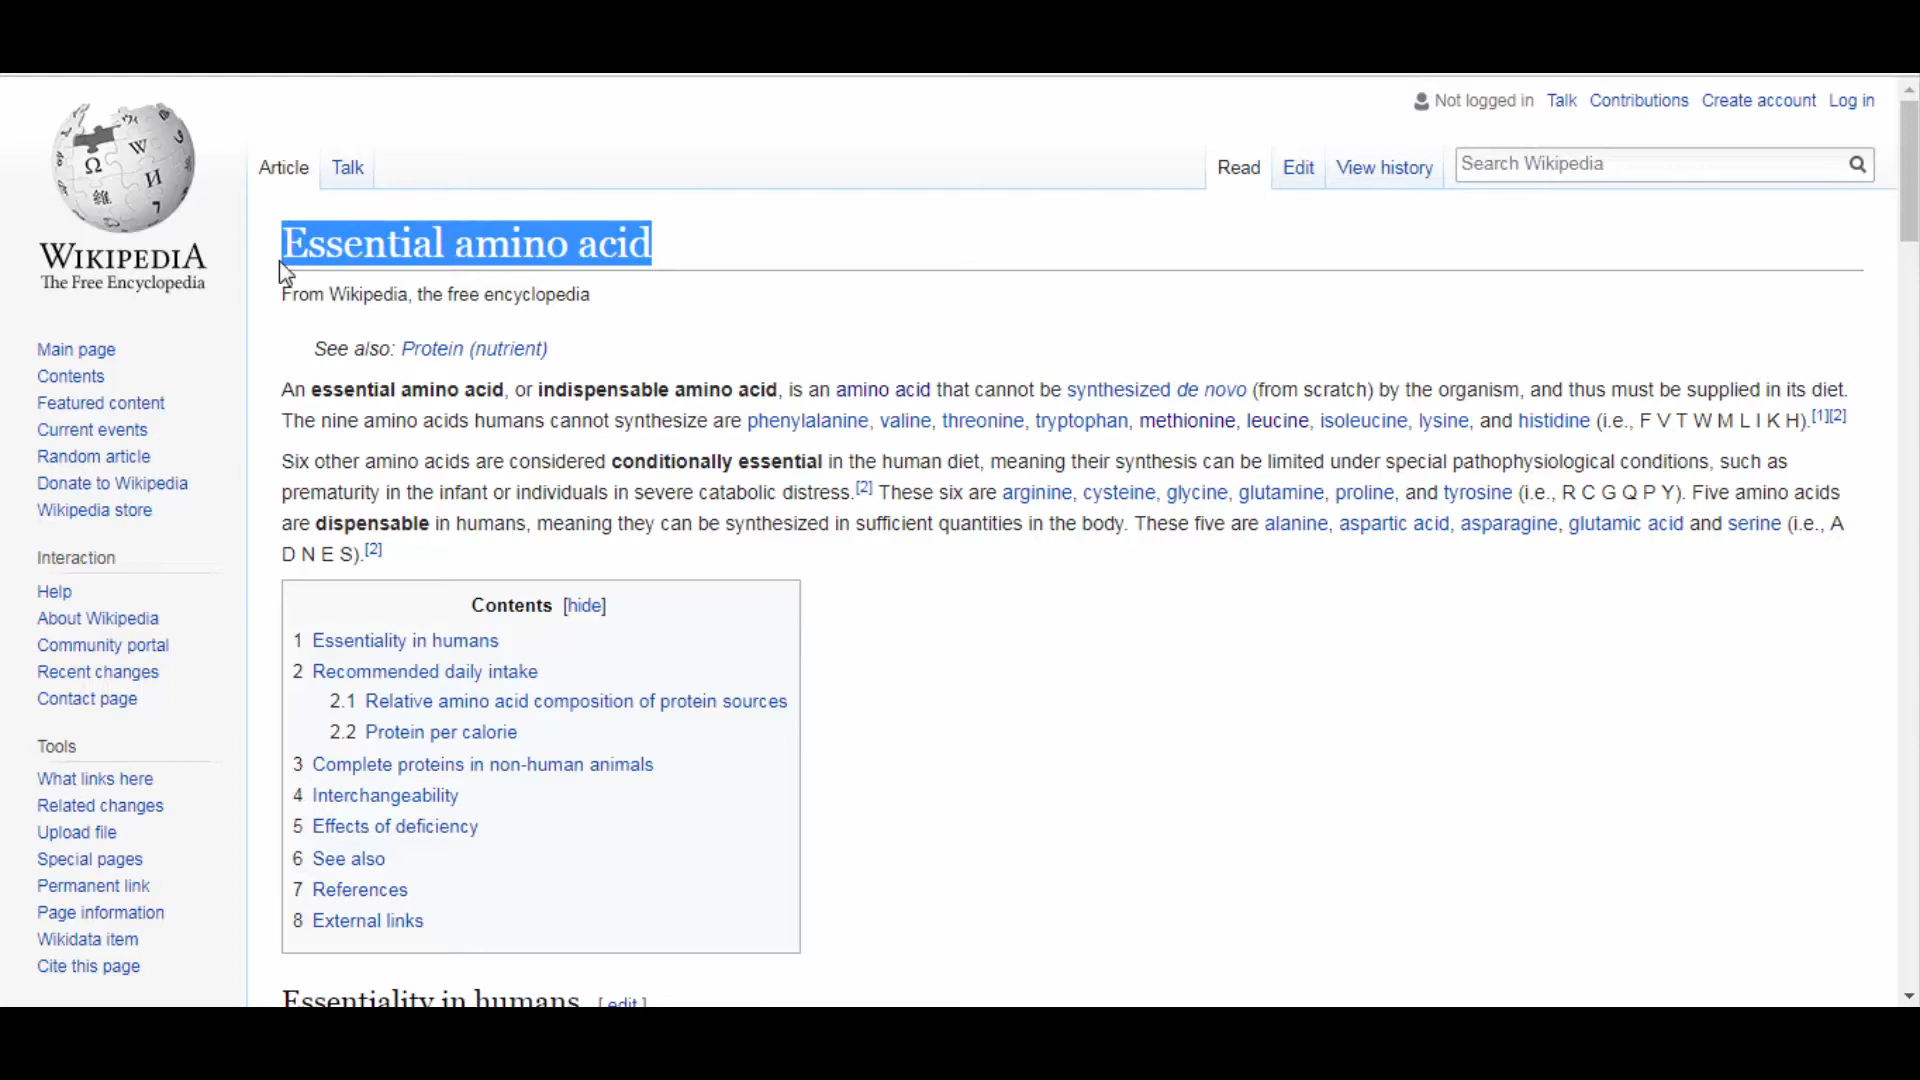 Not logged in Talk Contributions Create account Log in
Article Talk Read Edit View history Search Wikipedia
WIKIPEDIA
The Free Encyclopedia
Main page
Contents
Featured content
Current events
Random article
Donate to Wikipedia
Wikipedia store
Interaction
Help
About Wikipedia
Community portal
Recent changes
Contact page
Tools
What links here
Related changes
Upload file
Special pages
Permanent link
Page information
Wikidata item
Cite this page
Essential amino acid
From Wikipedia, the free encyclopedia
See also: Protein (nutrient)
An essential amino acid, or indispensable amino acid, is an amino acid that cannot be synthesized de novo (from scratch) by the organism, and thus must be supplied in its diet.
The nine amino acids humans cannot synthesize are phenylalanine, valine, threonine, tryptophan, methionine, leucine, isoleucine, lysine, and histidine (i.e., F V T W M L I K H).[1][2]
Six other amino acids are considered conditionally essential in the human diet, meaning their synthesis can be limited under special pathophysiological conditions, such as
prematurity in the infant or individuals in severe catabolic distress.[2] These six are arginine, cysteine, glycine, glutamine, proline, and tyrosine (i.e., R C G Q P Y). Five amino acids
are dispensable in humans, meaning they can be synthesized in sufficient quantities in the body. These five are alanine, aspartic acid, asparagine, glutamic acid and serine (i.e., A
D N E S).[2]
Contents [hide]
1 Essentiality in humans
2 Recommended daily intake
2.1 Relative amino acid composition of protein sources
2.2 Protein per calorie
3 Complete proteins in non-human animals
4 Interchangeability
5 Effects of deficiency
6 See also
7 References
8 External links
Essentiality in humans [ edit ]